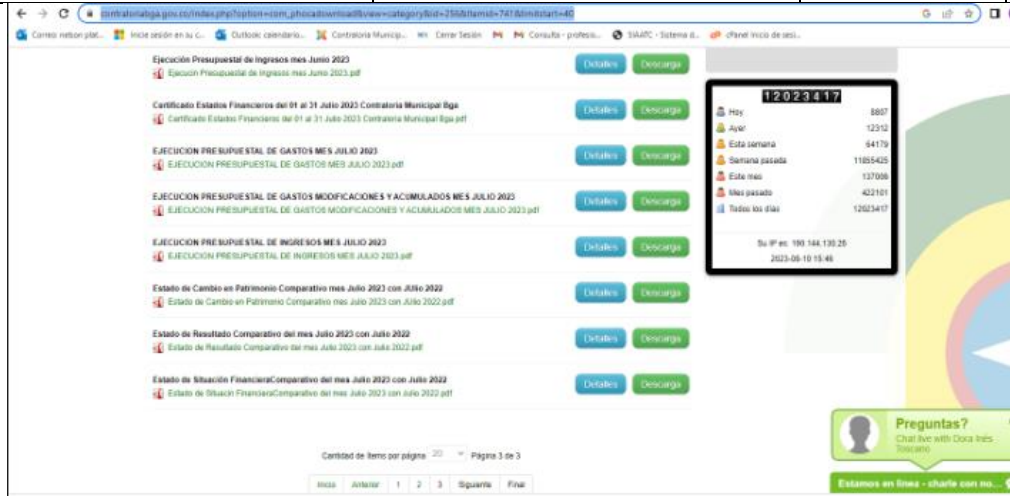 contraloriabga.gov.co/index.php?option=com_phocadownload&view=category&id=256&Itemid=741&limitstart=40
Correo nelson plat...
Inicie sesión en su c...
Outlook calendario...
Contraloría Municip...
Cerrar Sesión
Consulta - profesio...
SIAATC - Sistema d...
cPanel inicio de sesi...
Ejecución Presupuestal de Ingresos mes Junio 2023
Ejecución Presupuestal de Ingresos mes Junio 2023.pdf
Detalles
Descarga
Certificado Estados Financieros del 01 al 31 Julio 2023 Contraloria Municipal Bga
Certificado Estados Financieros del 01 al 31 Julio 2023 Contraloria Municipal Bga.pdf
Detalles
Descarga
EJECUCION PRESUPUESTAL DE GASTOS MES JULIO 2023
EJECUCION PRESUPUESTAL DE GASTOS MES JULIO 2023.pdf
Detalles
Descarga
EJECUCION PRESUPUESTAL DE GASTOS MODIFICACIONES Y ACUMULADOS MES JULIO 2023
EJECUCION PRESUPUESTAL DE GASTOS MODIFICACIONES Y ACUMULADOS MES JULIO 2023.pdf
Detalles
Descarga
EJECUCION PRESUPUESTAL DE INGRESOS MES JULIO 2023
EJECUCION PRESUPUESTAL DE INGRESOS MES JULIO 2023.pdf
Detalles
Descarga
Estado de Cambio en Patrimonio Comparativo mes Julio 2023 con JUlio 2022
Estado de Cambio en Patrimonio Comparativo mes Julio 2023 con JUlio 2022.pdf
Detalles
Descarga
Estado de Resultado Comparativo del mes Julio 2023 con Julio 2022
Estado de Resultado Comparativo del mes Julio 2023 con Julio 2022.pdf
Detalles
Descarga
Estado de Situación FinancieraComparativo del mes Julio 2023 con Julio 2022
Estado de Situacin FinancieraComparativo del mes Julio 2023 con Julio 2022.pdf
Detalles
Descarga
Cantidad de ítems por página 20 Página 3 de 3
Inicio Anterior 1 2 3 Siguiente Final
12023417
Hoy 8807
Ayer 12312
Esta semana 64179
Semana pasada 11855425
Este mes 137006
Mes pasado 422101
Todos los días 12023417
Su IP es: 190.144.130.26
15:46
Preguntas?
Chat live with Dora Inés
Toscano
Estamos en línea - charle con no...